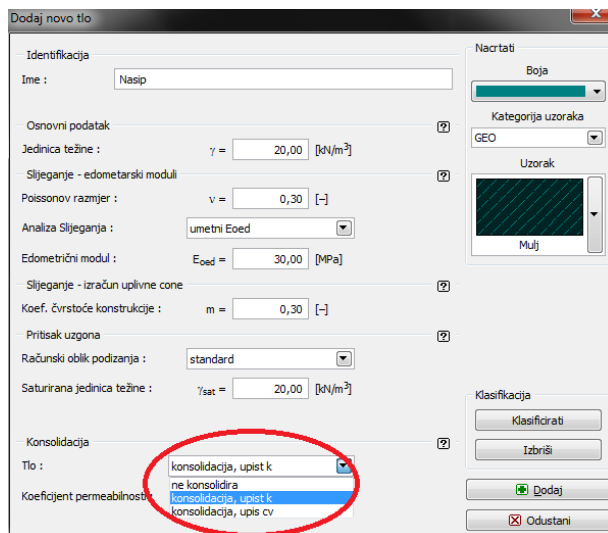 Dodaj novo tlo
Identifikacija
Ime :
Nasip
Osnovni podatak
Jedinica težine :
γ = 20,00 [kN/m³]
Slijeganje - edometarski moduli
Poissonov razmjer :
ν = 0,30 [–]
Analiza Slijeganja :
umetni Eoed
Edometrični modul :
Eoed = 30,00 [MPa]
Slijeganje - izračun uplivne cone
Koef. čvrstoće konstrukcije :
m = 0,30 [–]
Pritisak uzgona
Računski oblik podizanja :
standard
Saturirana jedinica težine :
γsat = 20,00 [kN/m³]
Konsolidacija
Tlo :
konsolidacija, upist k
ne konsolidira
konsolidacija, upist k
konsolidacija, upis cv
Koeficijent permeabilnosti :
Nacrtati
Boja
Kategorija uzoraka
GEO
Uzorak
Mulj
Klasifikacija
Klasificirati
Izbriši
Dodaj
Odustani